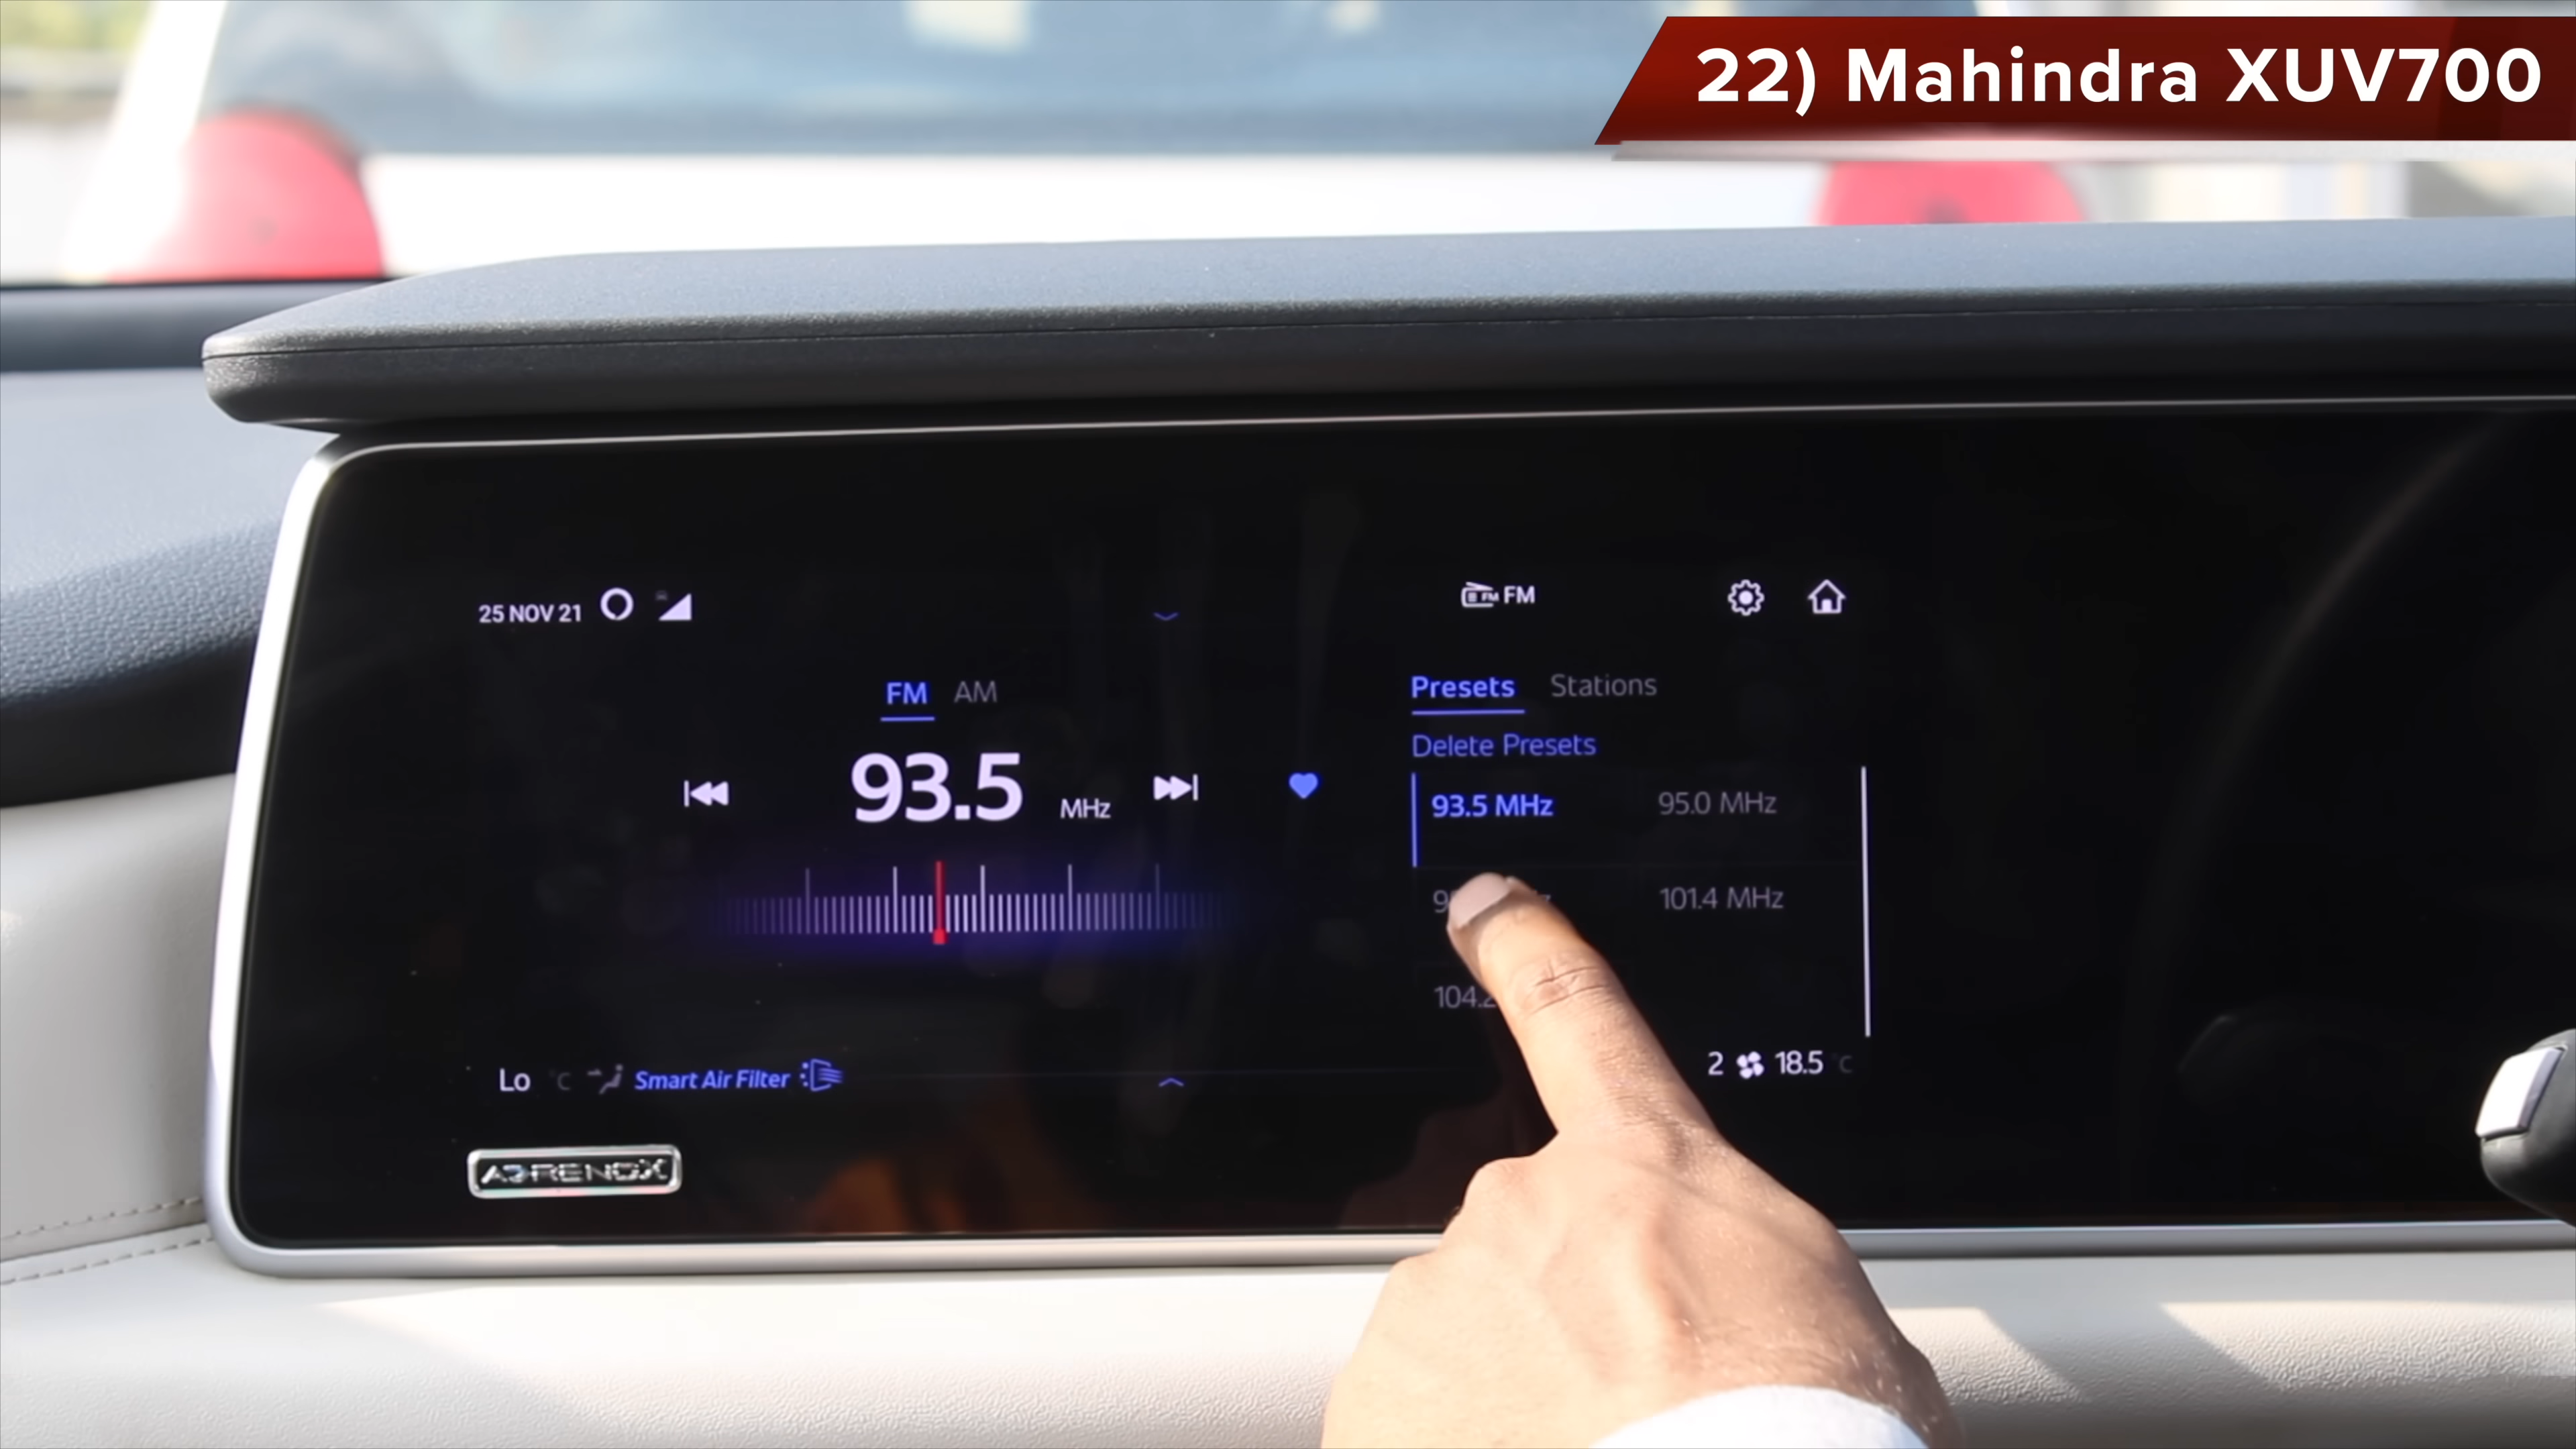 22) Mahindra XUV700
25 NOV 21
FM FM
FM AM
93.5 MHz
Presets Stations
Delete Presets
93.5 MHz 95.0 MHz
101.4 MHz
Lo °C Smart Air Filter
2 18.5 °C
ADRENOX